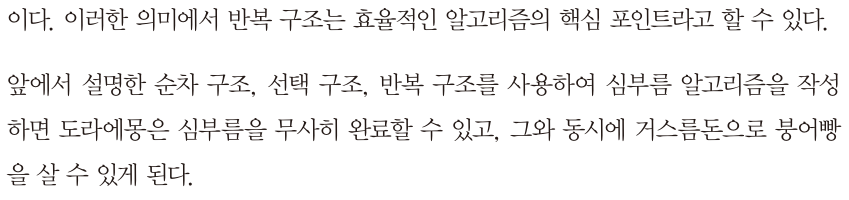 이다. 이러한 의미에서 반복 구조는 효율적인 알고리즘의 핵심 포인트라고 할 수 있다.
앞에서 설명한 순차 구조, 선택 구조, 반복 구조를 사용하여 심부름 알고리즘을 작성
하면 도라에몽은 심부름을 무사히 완료할 수 있고, 그와 동시에 거스름돈으로 붕어빵
을 살 수 있게 된다.